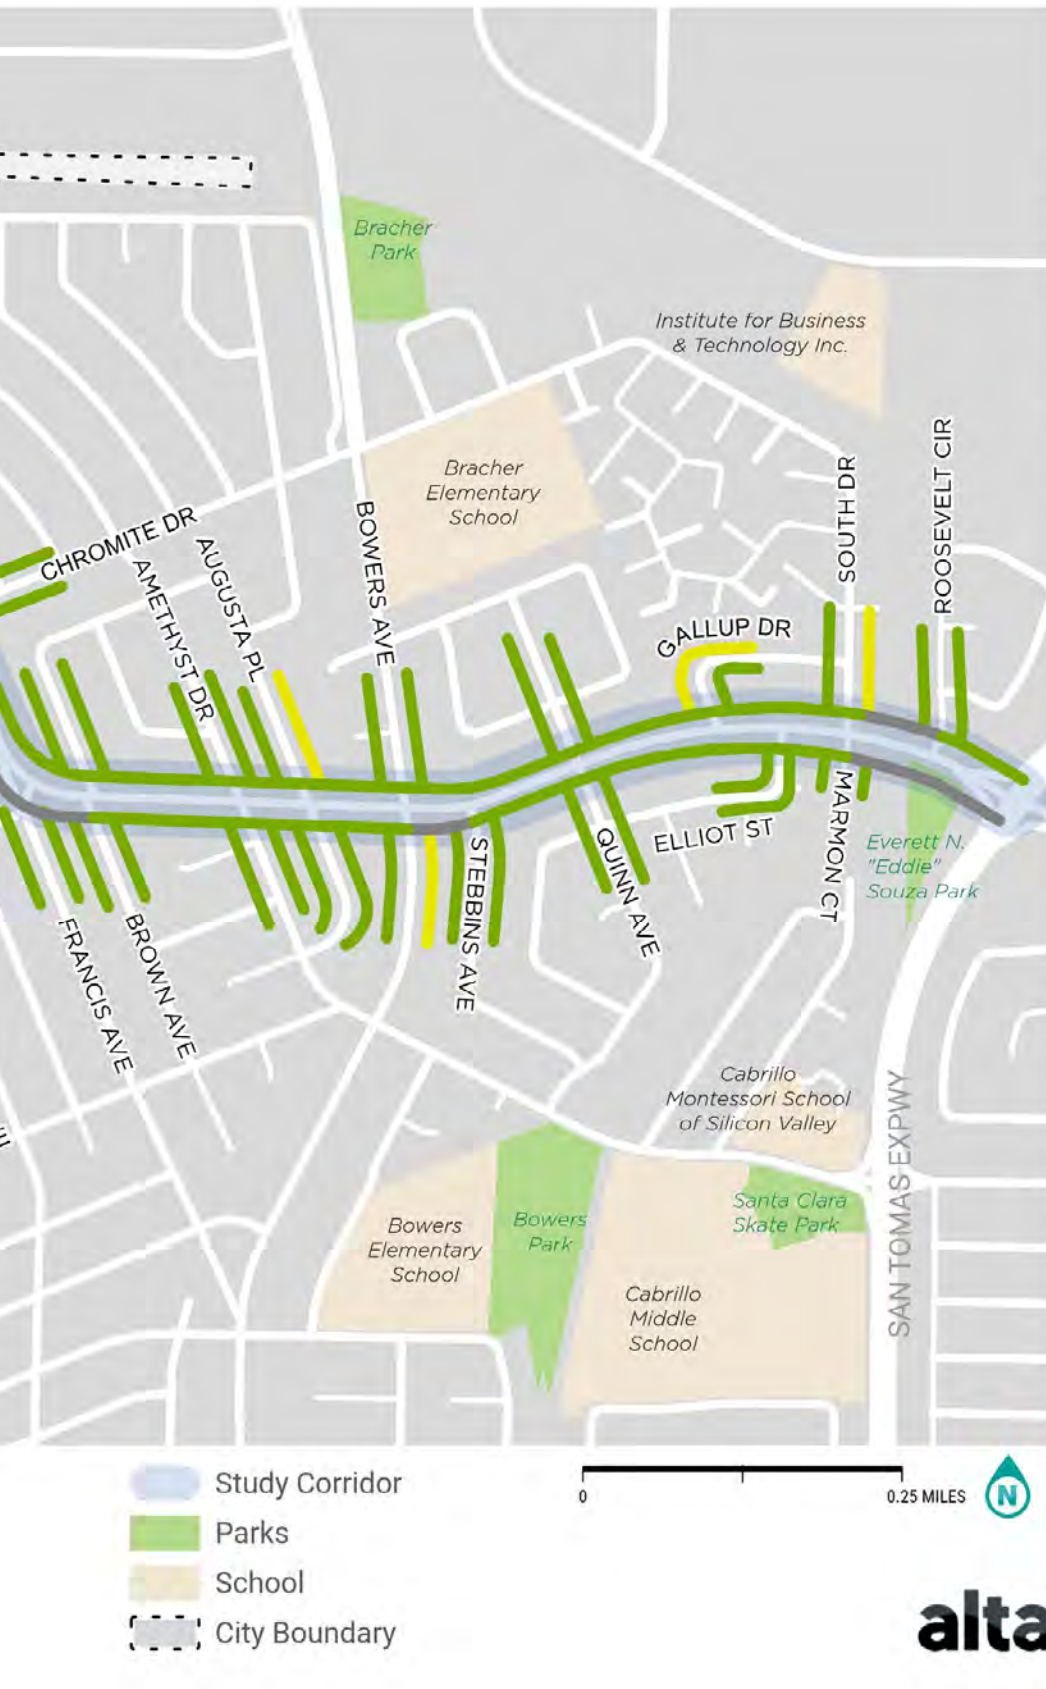 Bracher
Park
Institute for Business
& Technology Inc.
Bracher
Elementary
School
ROOSEVELT CIR
SOUTH DR
BOWERS AVE
CHROMITE DR
AUGUSTA PL
AMETHYST DR
GALLUP DR
MARMON CT
ELLIOT ST
QUINN AVE
STEBBINS AVE
Everett N.
"Eddie"
Souza Park
BROWN AVE
FRANCIS AVE
Cabrillo
Montessori School
of Silicon Valley
SAN TOMAS EXPWY
Santa Clara
Skate Park
Bowers
Park
Bowers
Elementary
School
Cabrillo
Middle
School
Study Corridor
Parks
School
City Boundary
0
0.25 MILES
N
alta